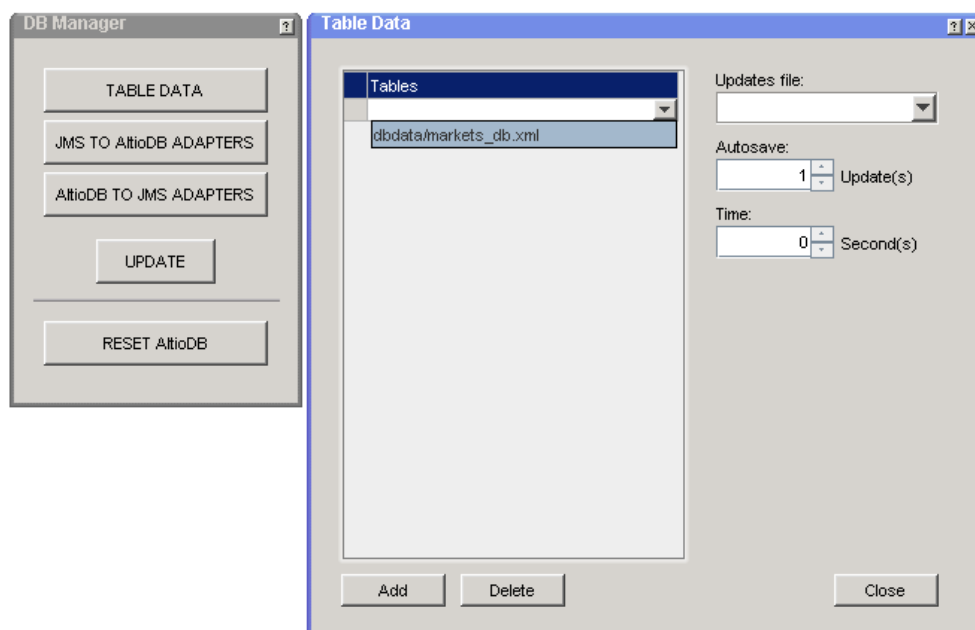 DB Manager
?
TABLE DATA
JMS TO AltioDB ADAPTERS
AltioDB TO JMS ADAPTERS
UPDATE
RESET AltioDB
Table Data
? ×
Tables
dbdata/markets_db.xml
Updates file:
Autosave:
1 Update(s)
Time:
0 Second(s)
Add
Delete
Close